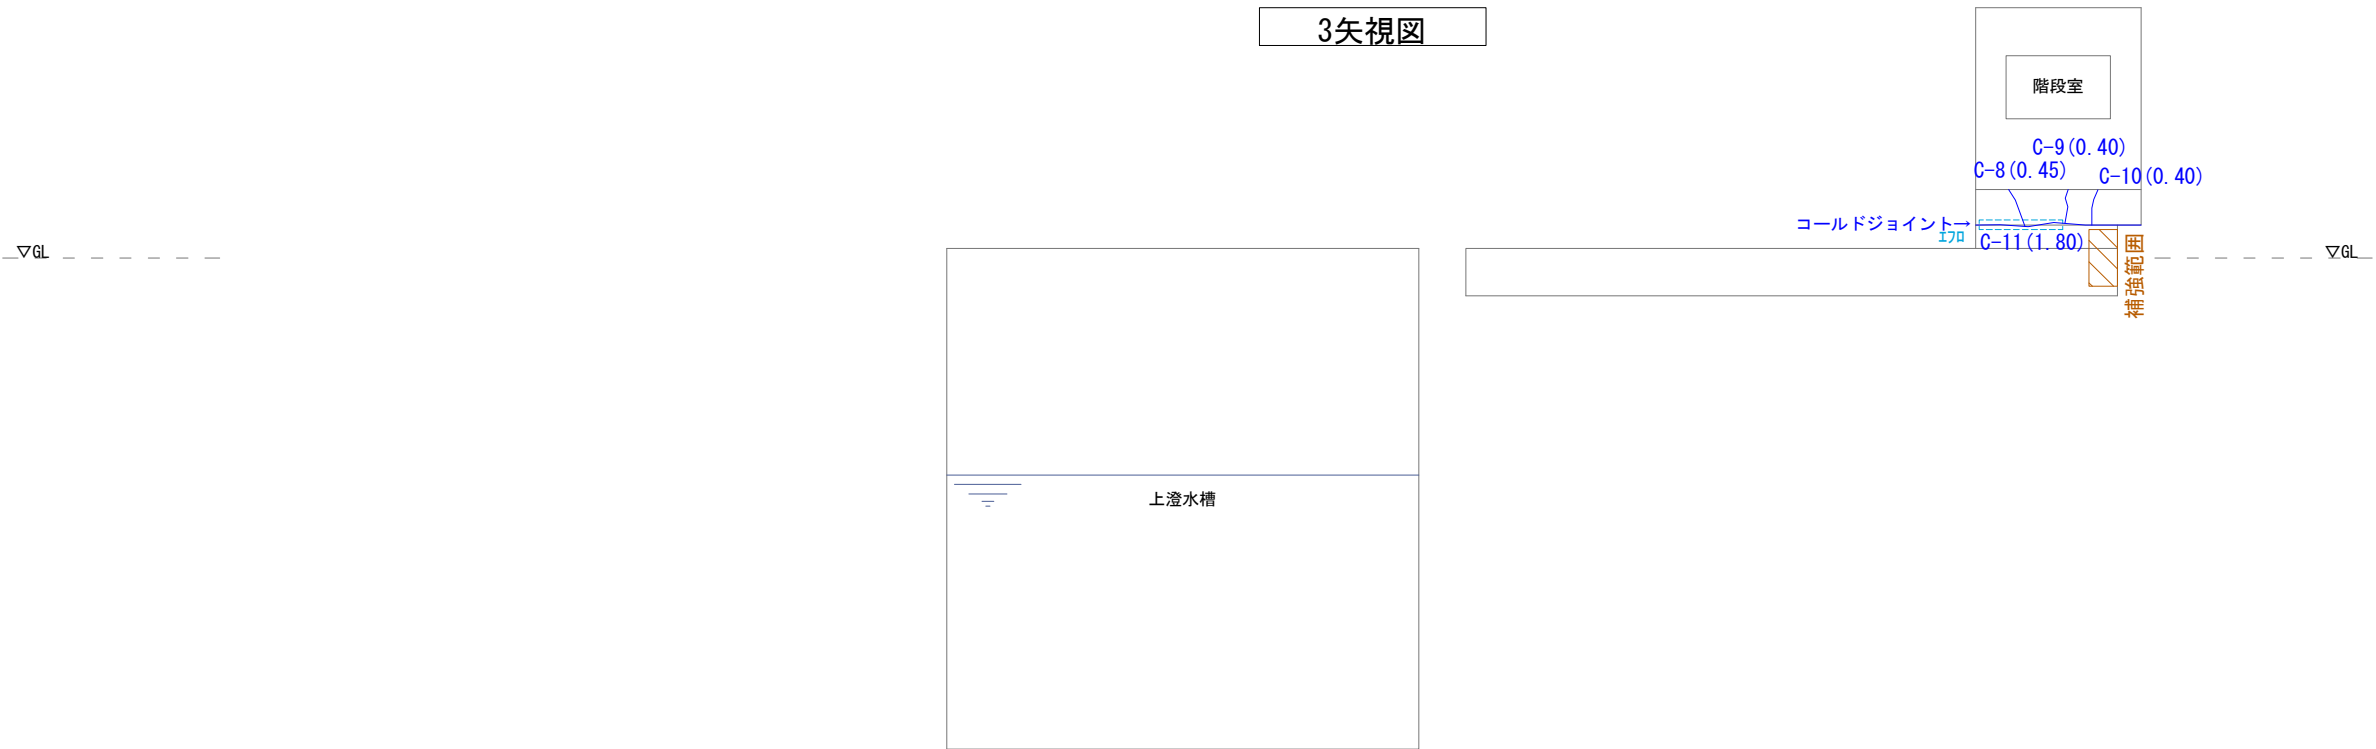 3矢視図
階段室
C-9(0.40)
C-8(0.45)
C-10(0.40)
コールドジョイント→
ｴﾌﾛ
C-11(1.80)
補強範囲
▽GL
▽GL
上澄水槽